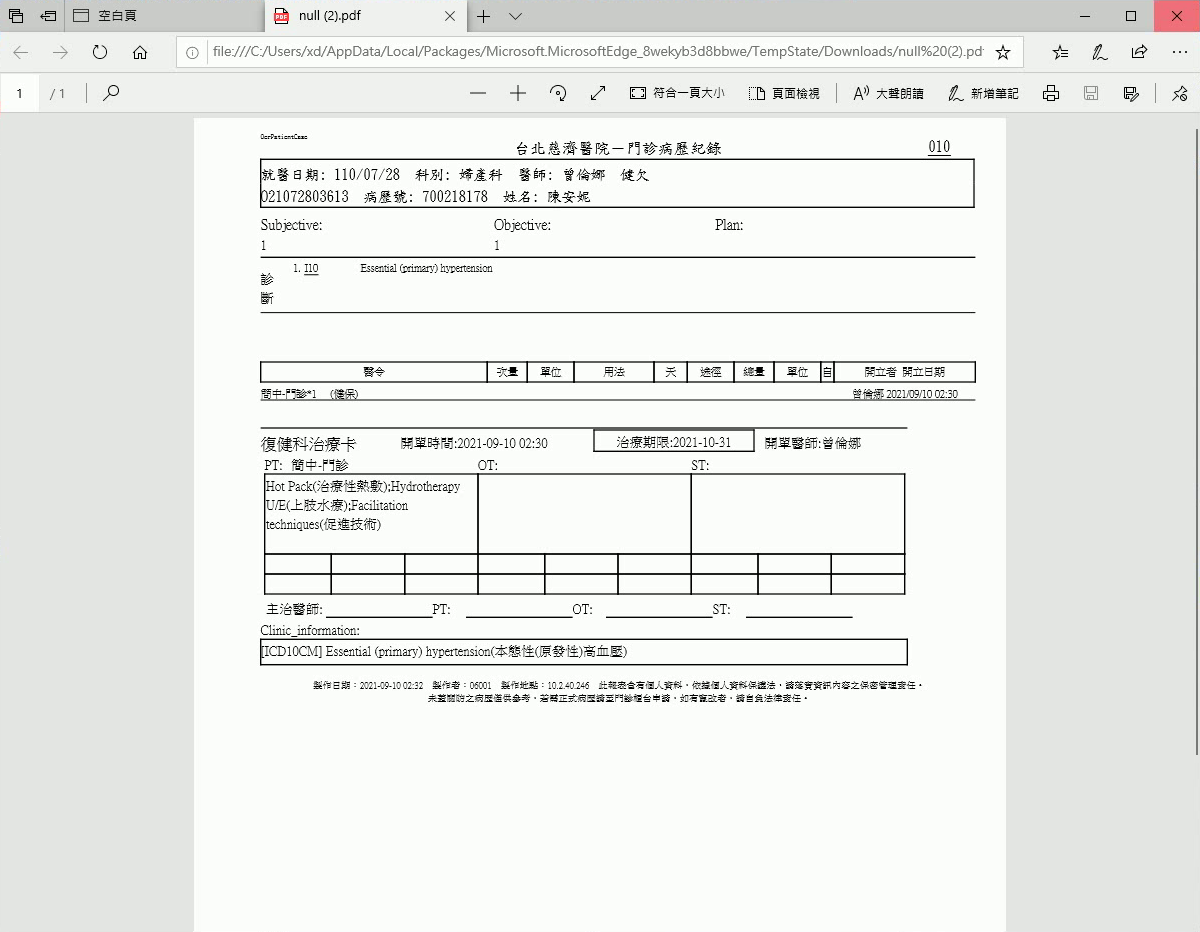 空白頁
null (2).pdf
file:///C:/Users/xd/AppData/Local/Packages/Microsoft.MicrosoftEdge_8wekyb3d8bbwe/TempState/Downloads/null%20(2).pdf
1 / 1 符合一頁大小 頁面檢視 大聲朗讀 新增筆記
OcrPatientCase
台北慈濟醫院－門診病歷紀錄 010
就醫日期: 110/07/28 科別: 婦產科 醫師: 曾倫娜 健欠
021072803613 病歷號: 700218178 姓名: 陳安妮
Subjective: Objective: Plan:
1 1
診斷 1. I10 Essential (primary) hypertension
醫令 次量 單位 用法 天 途徑 總量 單位 自 開立者 開立日期
簡中-門診*1 (健保) 曾倫娜 2021/09/10 02:30
復健科治療卡 開單時間:2021-09-10 02:30 治療期限:2021-10-31 開單醫師:曾倫娜
PT: 簡中-門診 OT: ST:
Hot Pack(治療性熱敷);Hydrotherapy
U/E(上肢水療);Facilitation
techniques(促進技術)
主治醫師: PT: OT: ST:
Clinic_information:
[ICD10CM] Essential (primary) hypertension(本態性(原發性)高血壓)
製作日期：2021-09-10 02:32 製作者：06001 製作地點：10.2.40.246 此報表含有個人資料，依據個人資料保護法，請落實資訊內容之保密管理責任。
未蓋關防之病歷僅供參考，若需正式病歷請至門診櫃台申請，如有竄改者，請自負法律責任。